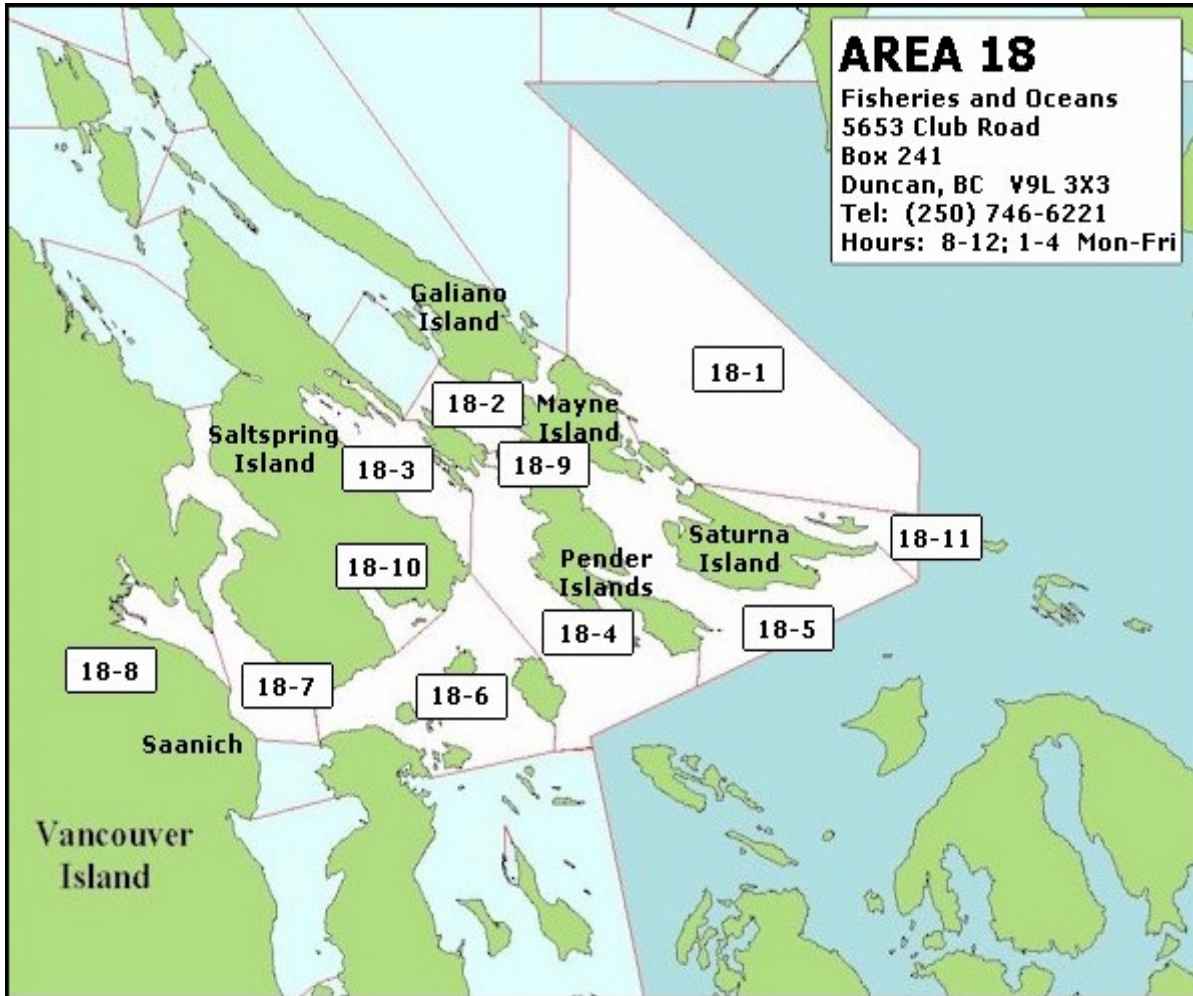 AREA 18
Fisheries and Oceans
5653 Club Road
Box 241
Duncan, BC V9L 3X3
Tel: (250) 746-6221
Hours: 8-12; 1-4 Mon-Fri
Galiano
Island
18-1
18-2
Mayne
Island
Saltspring
Island
18-3
18-9
Saturna
Island
18-11
Pender
Islands
18-10
18-4
18-5
18-8
18-7
18-6
Saanich
Vancouver
Island